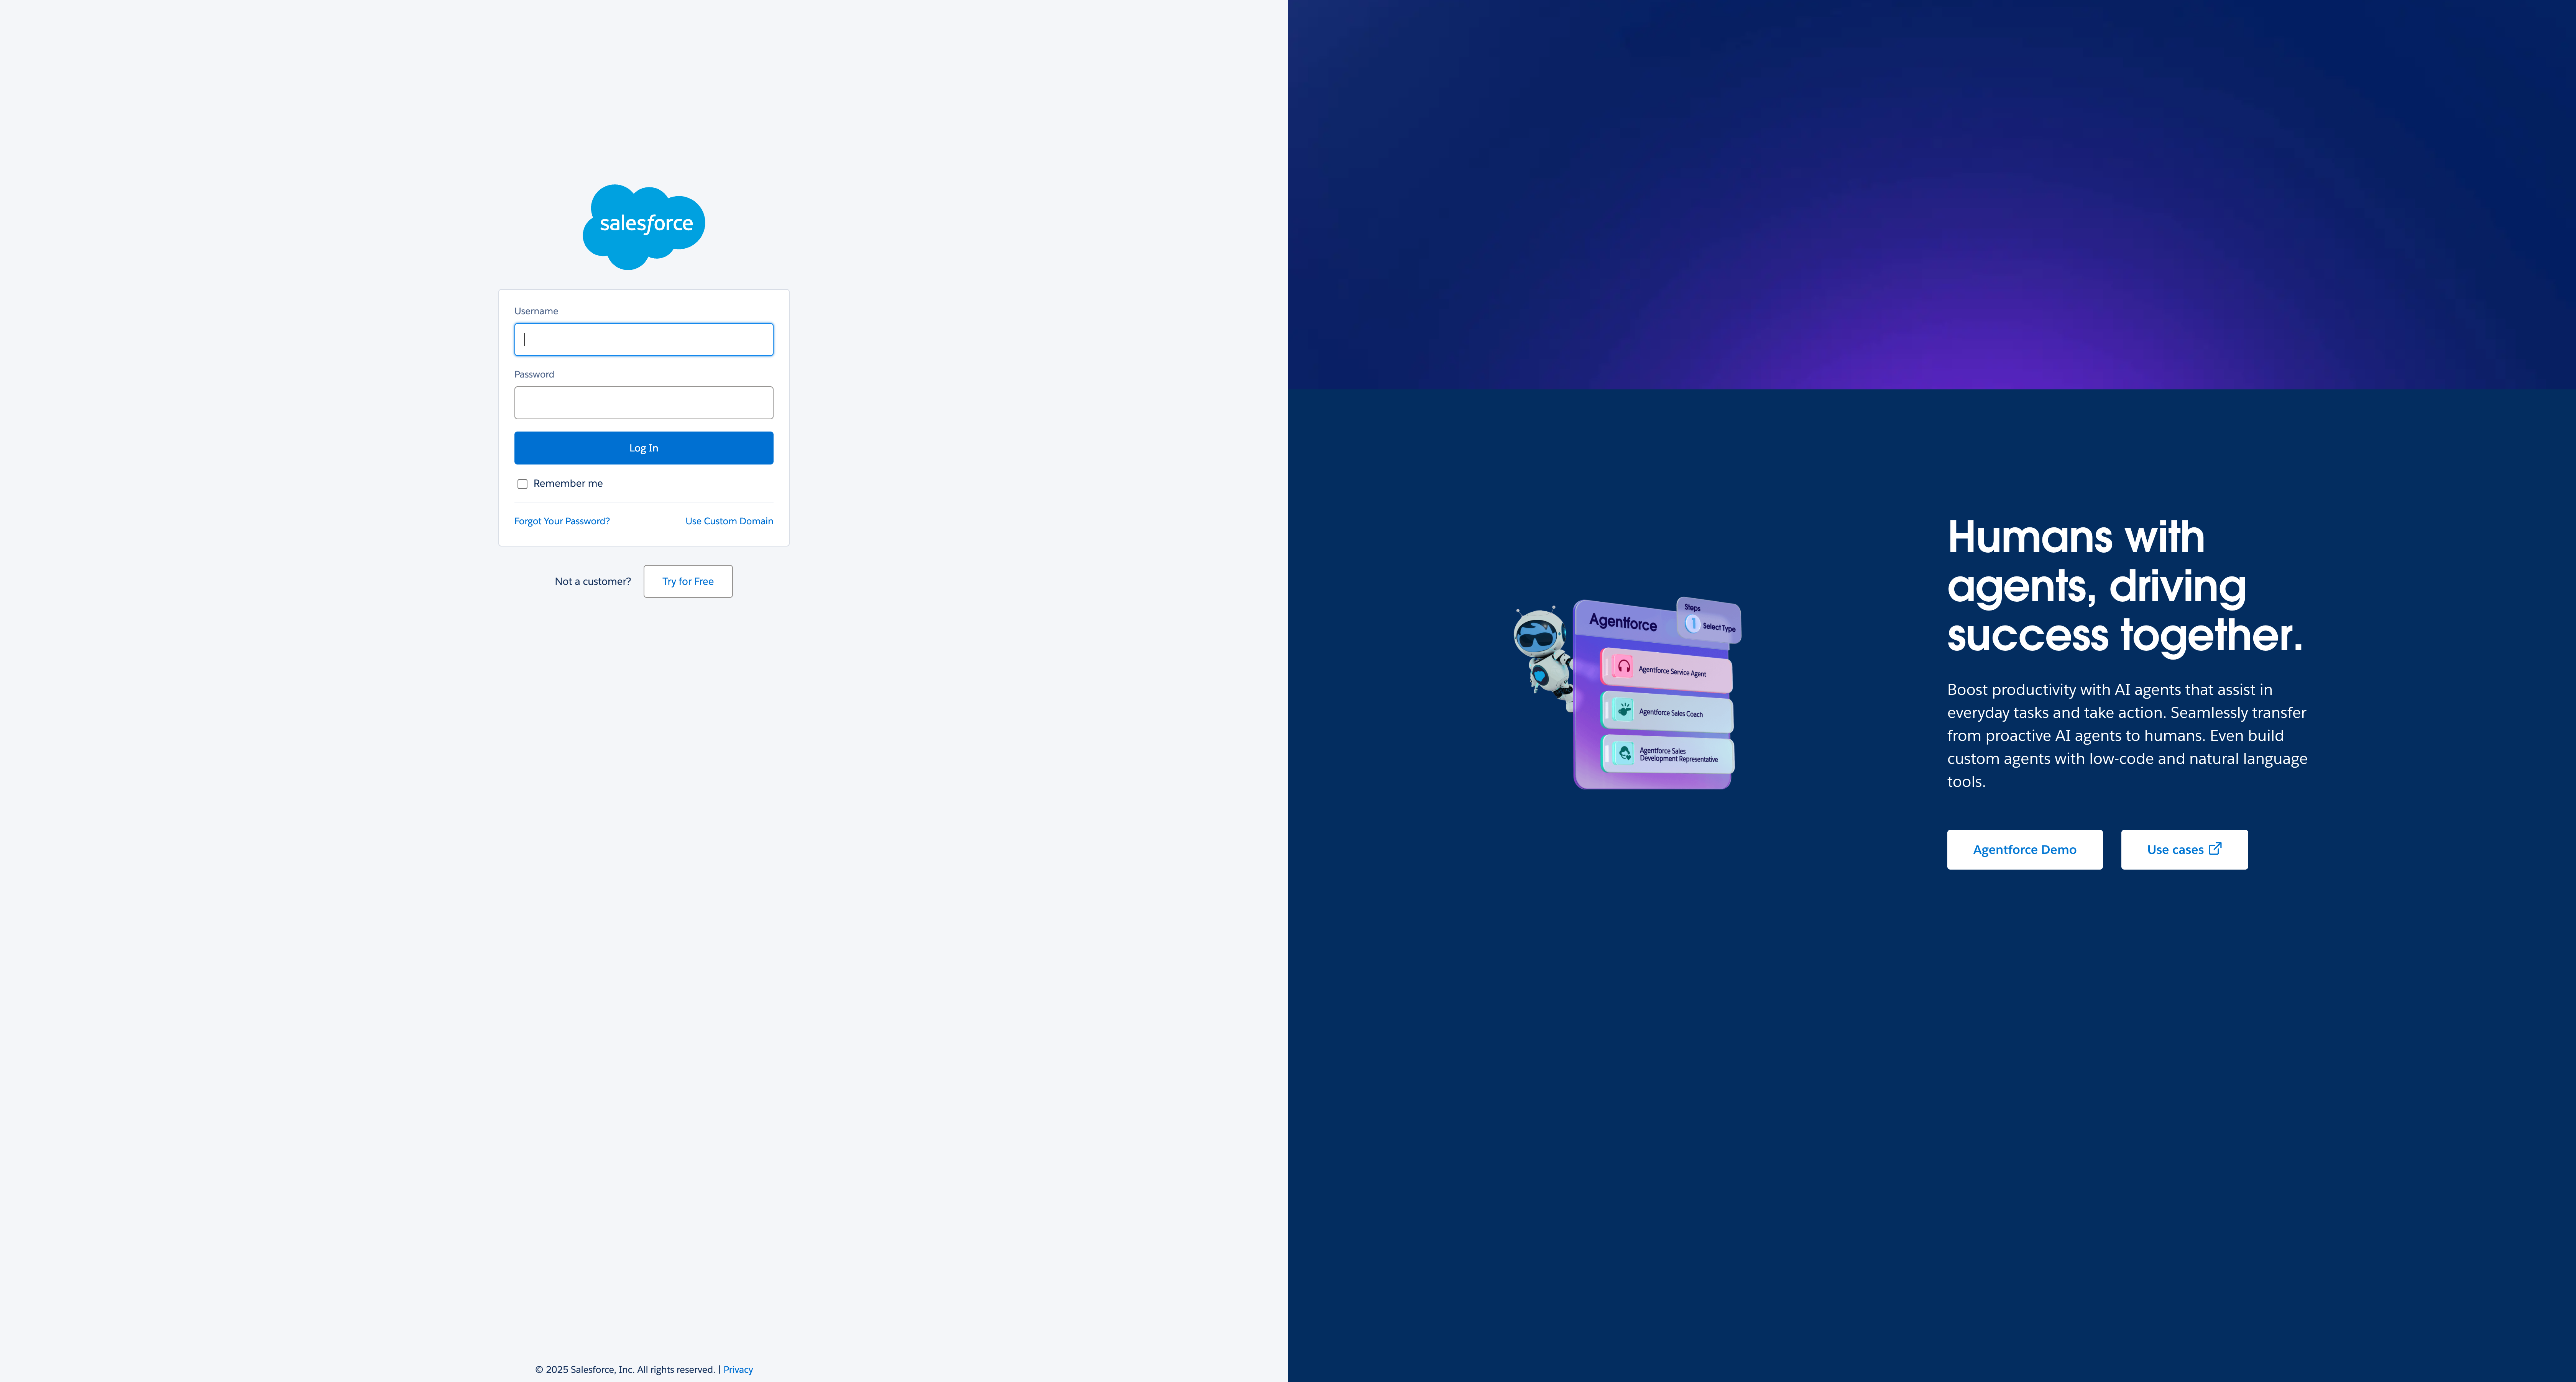 salesforce
Username
Password
Log In
Remember me
Forgot Your Password?
Use Custom Domain
Not a customer?
Try for Free
© 2025 Salesforce, Inc. All rights reserved. | Privacy
Agentforce
Steps
1
Select Type
Agentforce Service Agent
Agentforce Sales Coach
Agentforce Sales
Development Representative
Humans with
agents, driving
success together.
Boost productivity with AI agents that assist in
everyday tasks and take action. Seamlessly transfer
from proactive AI agents to humans. Even build
custom agents with low-code and natural language
tools.
Agentforce Demo
Use cases